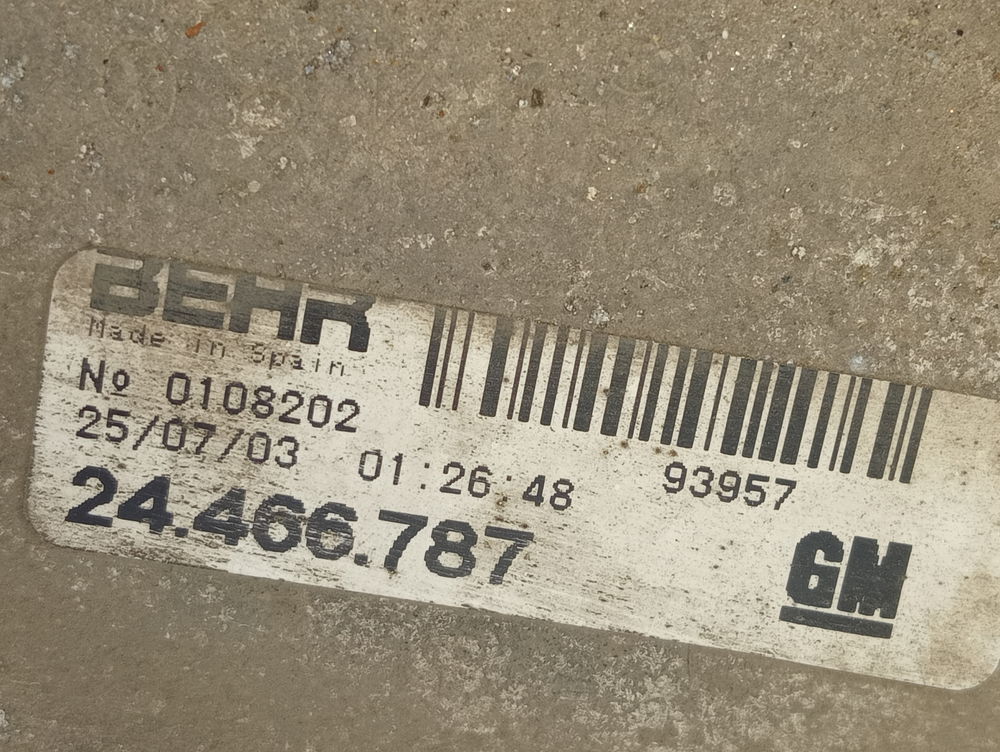 BEHR
Made in Spain
Nº 0108202
25/07/03 01:26:48 93957
24.466.787
GM